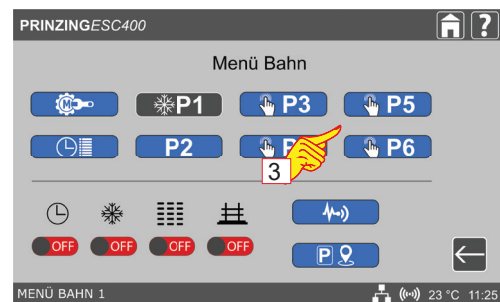 PRINZINGESC400
?
Menü Bahn
M P1 P3 P5
P2 P P6
3
OFF OFF OFF OFF
P
MENÜ BAHN 1 23 °C 11:25